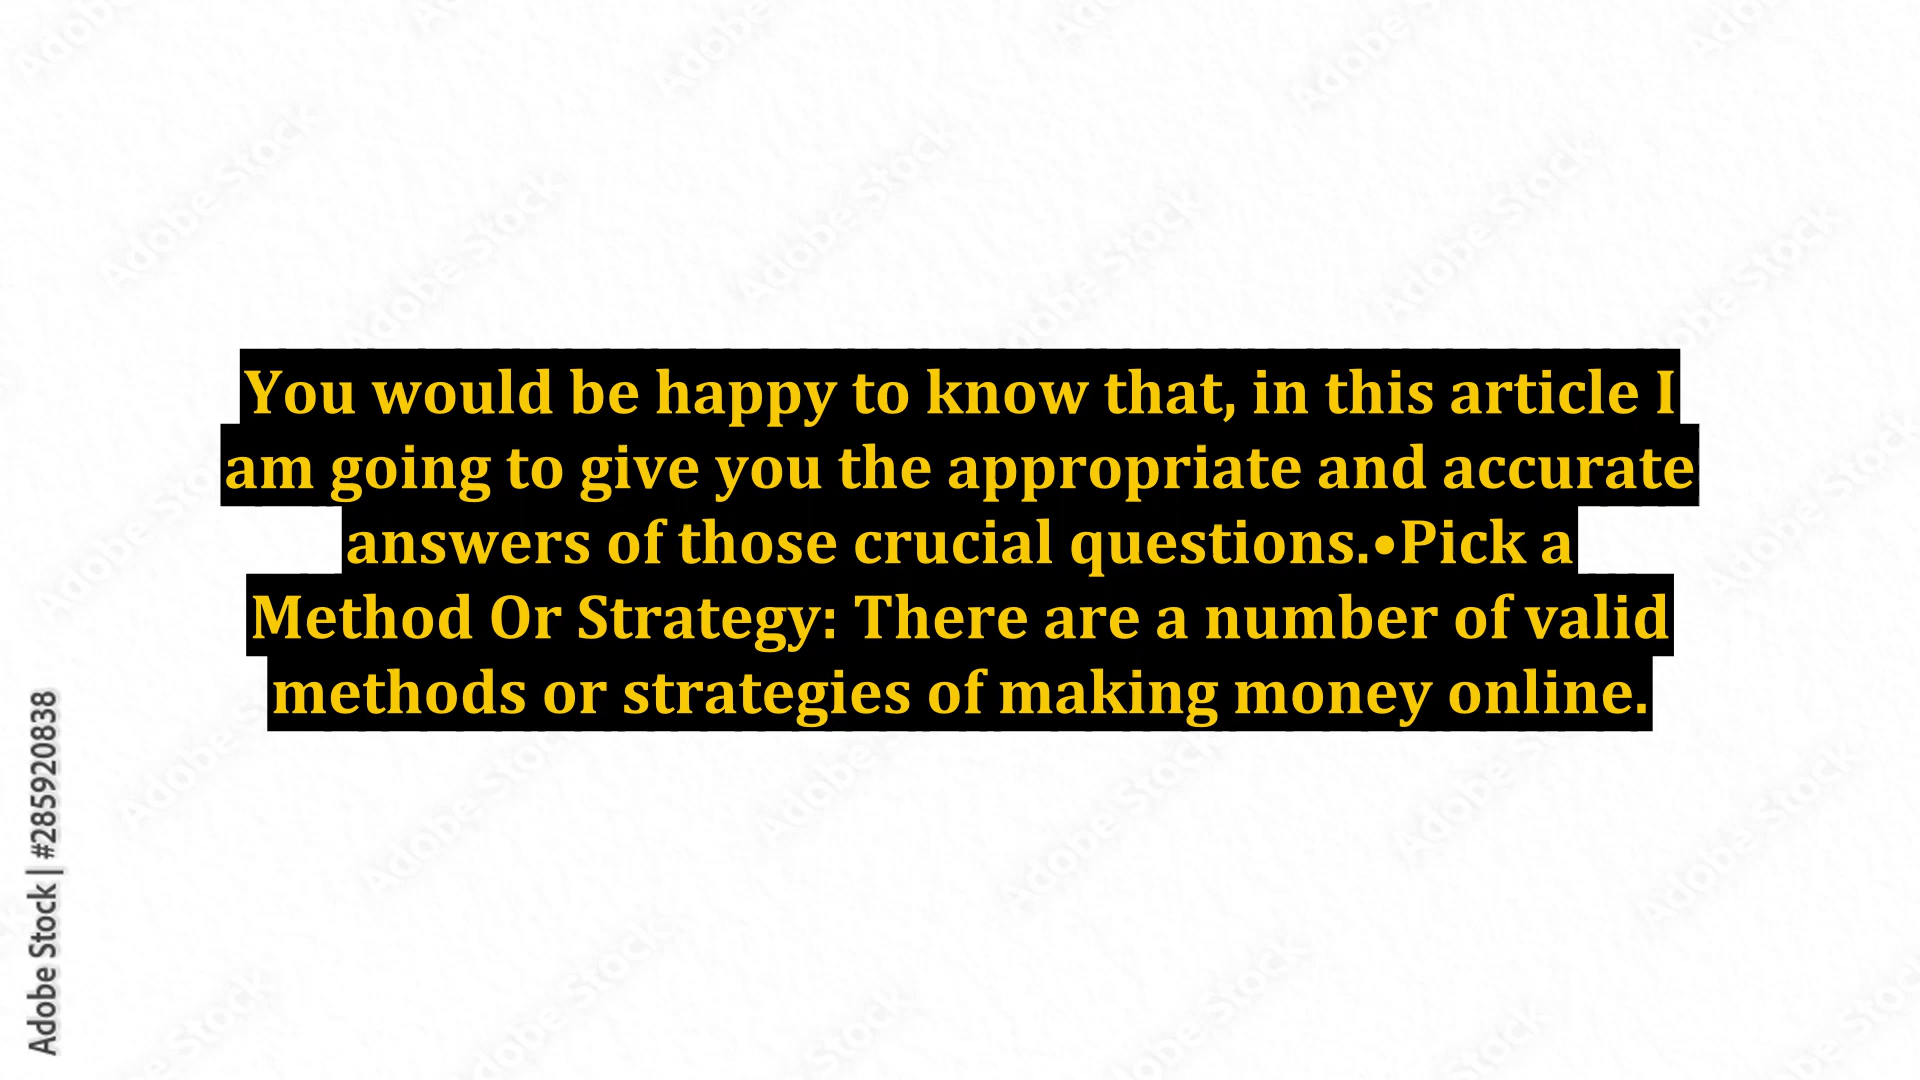 You would be happy to know that, in this article I
am going to give you the appropriate and accurate
answers of those crucial questions.•Pick a
Method Or Strategy: There are a number of valid
methods or strategies of making money online.
Adobe Stock | #285920838
Adobe Stock